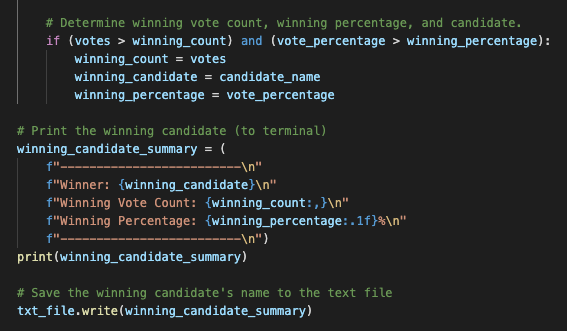 # Determine winning vote count, winning percentage, and candidate.
if (votes > winning_count) and (vote_percentage > winning_percentage):
winning_count = votes
winning_candidate = candidate_name
winning_percentage = vote_percentage
# Print the winning candidate (to terminal)
winning_candidate_summary = (
f"-------------------------\n"
f"Winner: {winning_candidate}\n"
f"Winning Vote Count: {winning_count:,}\n"
f"Winning Percentage: {winning_percentage:.1f}%\n"
f"-------------------------\n")
print(winning_candidate_summary)
# Save the winning candidate's name to the text file
txt_file.write(winning_candidate_summary)